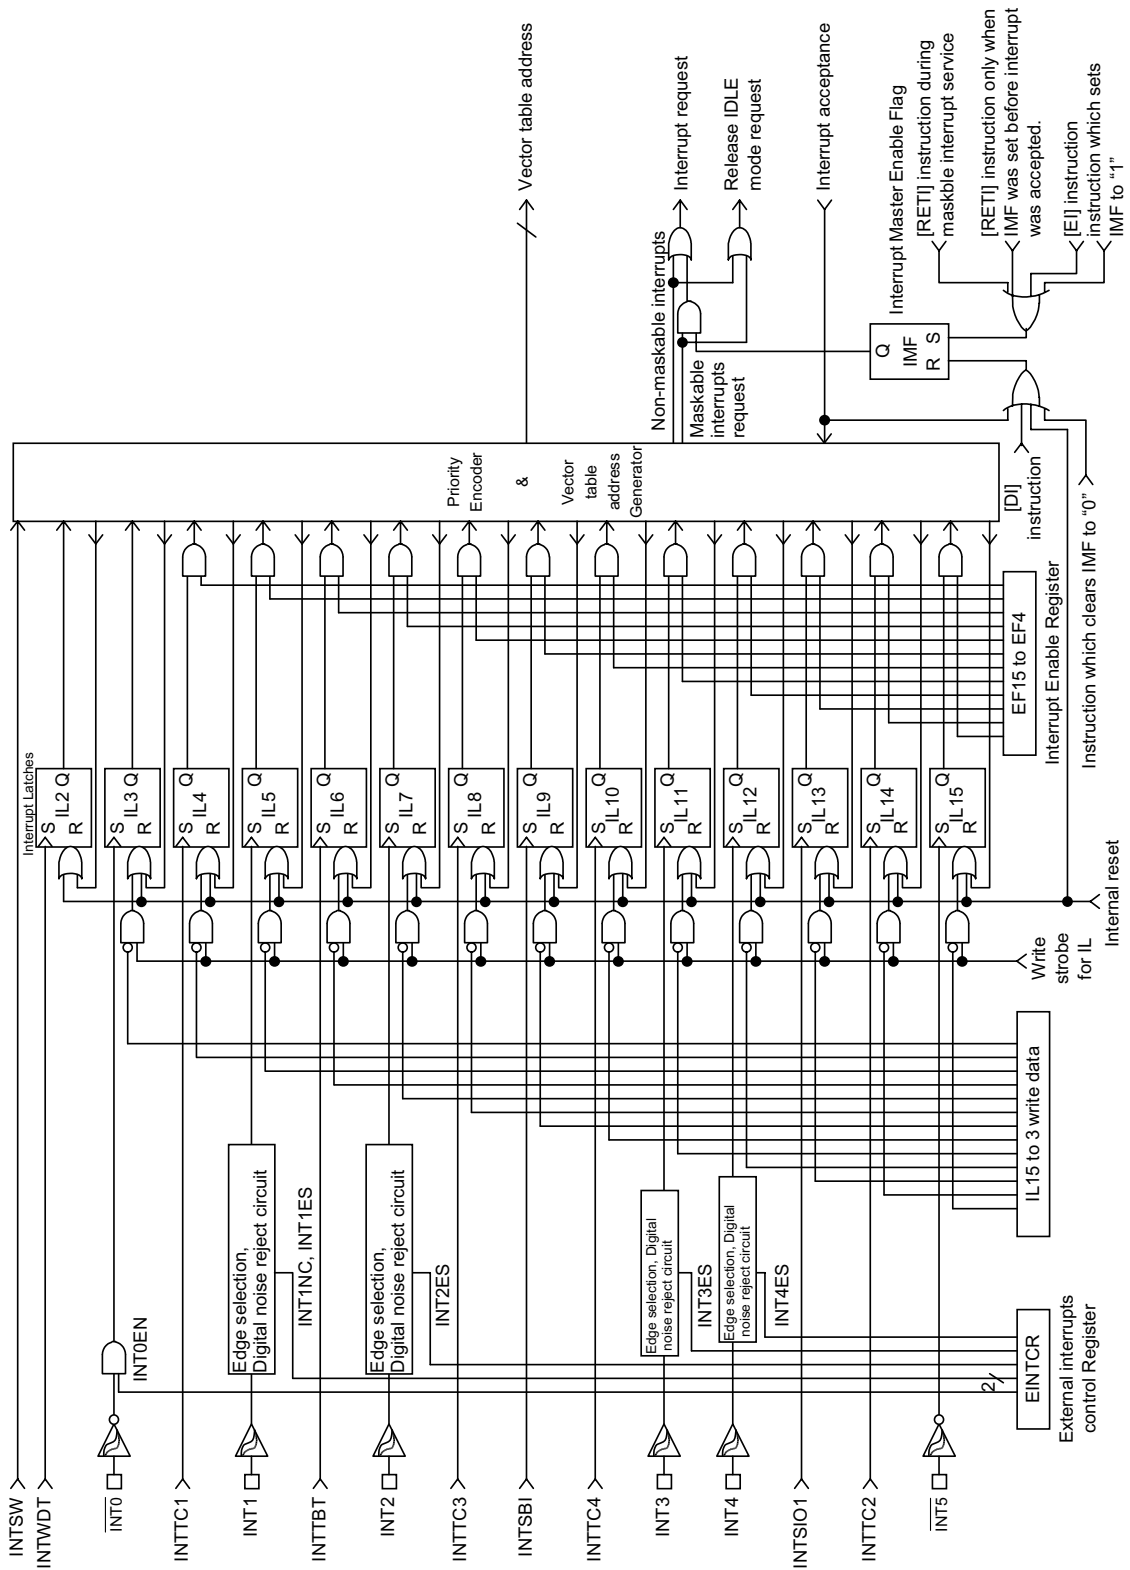 INTSW
INTWDT
INT0
INTTC1
INT1
INTTBT
INT2
INTTC3
INTSBI
INTTC4
INT3
INT4
INTSIO1
INTTC2
INT5
INT0EN
Edge selection,
Digital noise reject circuit
INT1NC, INT1ES
Edge selection,
Digital noise reject circuit
INT2ES
Edge selection, Digital
noise reject circuit
INT3ES
Edge selection, Digital
noise reject circuit
INT4ES
2
EINTCR
External interrupts
control Register
IL15 to 3 write data
Write
strobe
for IL
Internal reset
Interrupt Latches
S
IL2
Q
R
S
IL3
Q
R
S
IL4
Q
R
S
IL5
Q
R
S
IL6
Q
R
S
IL7
Q
R
S
IL8
Q
R
S
IL9
Q
R
S
IL10
Q
R
S
IL11
Q
R
S
IL12
Q
R
S
IL13
Q
R
S
IL14
Q
R
S
IL15
Q
R
EF15 to EF4
Interrupt Enable Register
Instruction which clears IMF to “0”
[DI]
instruction
Priority
Encoder
&
Vector
table
address
Generator
Vector table address
Non-maskable interrupts
Maskable
interrupts
request
Interrupt request
Release IDLE
mode request
Interrupt acceptance
Q
IMF
R S
Interrupt Master Enable Flag
[RETI] instruction during
maskble interrupt service
[RETI] instruction only when
IMF was set before interrupt
was accepted.
[EI] instruction
instruction which sets
IMF to “1”